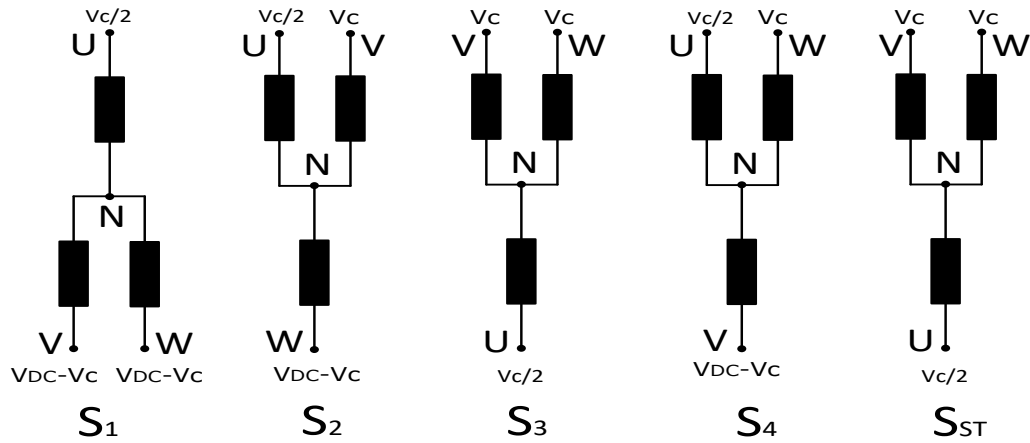 Vc/2 Vc/2 Vc Vc Vc Vc/2 Vc Vc Vc
U U V V W U W V W
N N N N N
V W W U V U
VDC-Vc VDC-Vc VDC-Vc Vc/2 VDC-Vc Vc/2
S1 S2 S3 S4 SST